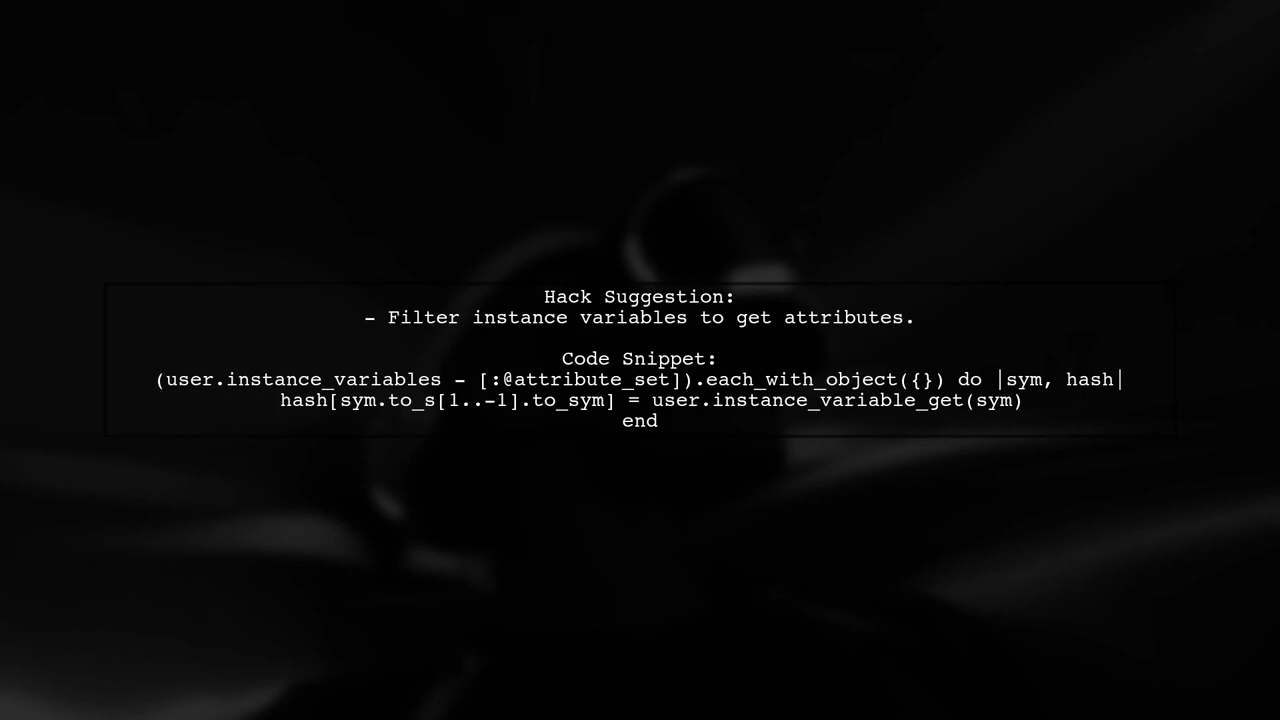 Hack Suggestion:
- Filter instance variables to get attributes.
Code Snippet:
(user.instance_variables - [:@attribute_set]).each_with_object({}) do |sym, hash|
hash[sym.to_s[1..-1].to_sym] = user.instance_variable_get(sym)
end